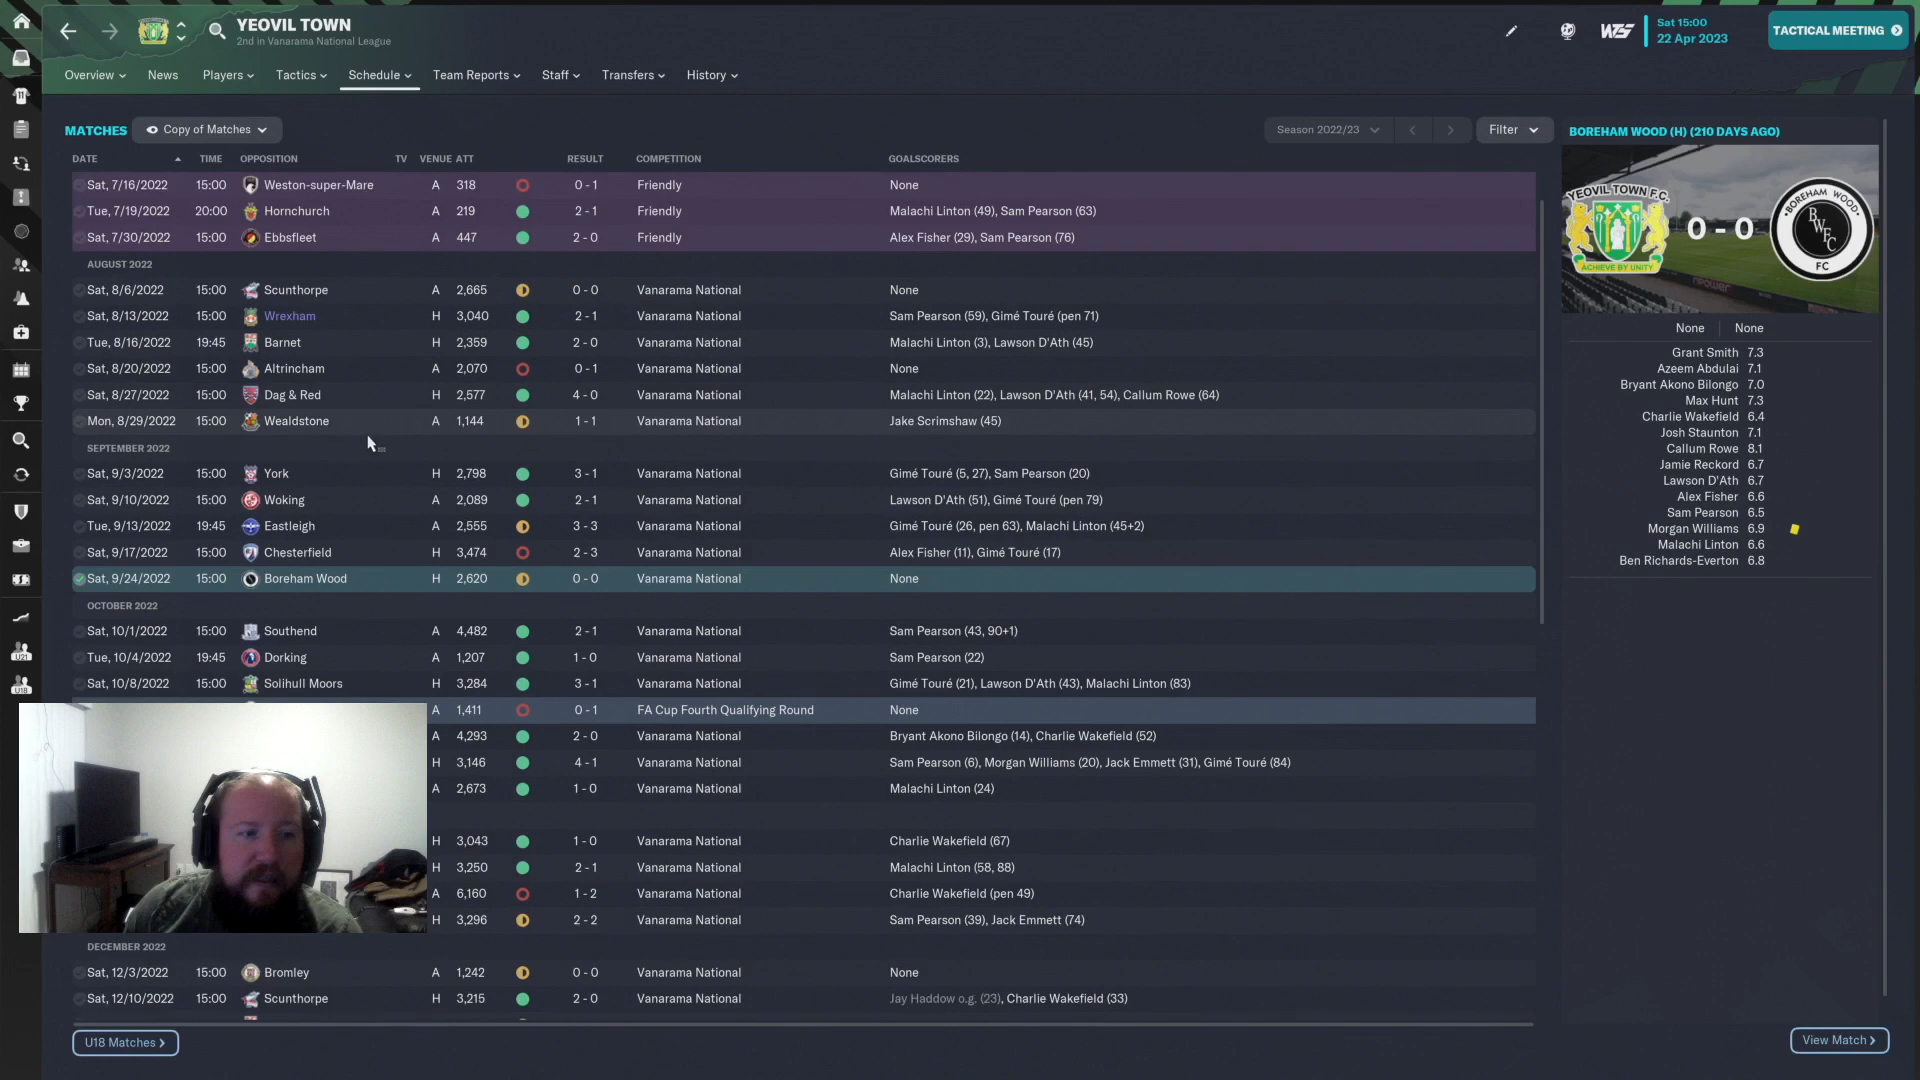 YEOVIL TOWN
2nd in Vanarama National League
Sat 15:00
22 Apr 2023
TACTICAL MEETING
Overview News Players Tactics Schedule Team Reports Staff Transfers History
MATCHES Copy of Matches Season 2022/23 Filter
DATE TIME OPPOSITION TV VENUE ATT RESULT COMPETITION GOALSCORERS
Sat, 7/16/2022 15:00 Weston-super-Mare A 318 0 - 1 Friendly None
Tue, 7/19/2022 20:00 Hornchurch A 219 2 - 1 Friendly Malachi Linton (49), Sam Pearson (63)
Sat, 7/30/2022 15:00 Ebbsfleet A 447 2 - 0 Friendly Alex Fisher (29), Sam Pearson (76)
AUGUST 2022
Sat, 8/6/2022 15:00 Scunthorpe A 2,665 0 - 0 Vanarama National None
Sat, 8/13/2022 15:00 Wrexham H 3,040 2 - 1 Vanarama National Sam Pearson (59), Gimé Touré (pen 71)
Tue, 8/16/2022 19:45 Barnet H 2,359 2 - 0 Vanarama National Malachi Linton (3), Lawson D'Ath (45)
Sat, 8/20/2022 15:00 Altrincham A 2,070 0 - 1 Vanarama National None
Sat, 8/27/2022 15:00 Dag & Red H 2,577 4 - 0 Vanarama National Malachi Linton (22), Lawson D'Ath (41, 54), Callum Rowe (64)
Mon, 8/29/2022 15:00 Wealdstone A 1,144 1 - 1 Vanarama National Jake Scrimshaw (45)
SEPTEMBER 2022
Sat, 9/3/2022 15:00 York H 2,798 3 - 1 Vanarama National Gimé Touré (5, 27), Sam Pearson (20)
Sat, 9/10/2022 15:00 Woking A 2,089 2 - 1 Vanarama National Lawson D'Ath (51), Gimé Touré (pen 79)
Tue, 9/13/2022 19:45 Eastleigh A 2,555 3 - 3 Vanarama National Gimé Touré (26, pen 63), Malachi Linton (45+2)
Sat, 9/17/2022 15:00 Chesterfield H 3,474 2 - 3 Vanarama National Alex Fisher (11), Gimé Touré (17)
Sat, 9/24/2022 15:00 Boreham Wood H 2,620 0 - 0 Vanarama National None
OCTOBER 2022
Sat, 10/1/2022 15:00 Southend A 4,482 2 - 1 Vanarama National Sam Pearson (43, 90+1)
Tue, 10/4/2022 19:45 Dorking A 1,207 1 - 0 Vanarama National Sam Pearson (22)
Sat, 10/8/2022 15:00 Solihull Moors H 3,284 3 - 1 Vanarama National Gimé Touré (21), Lawson D'Ath (43), Malachi Linton (83)
A 1,411 0 - 1 FA Cup Fourth Qualifying Round None
A 4,293 2 - 0 Vanarama National Bryant Akono Bilongo (14), Charlie Wakefield (52)
H 3,146 4 - 1 Vanarama National Sam Pearson (6), Morgan Williams (20), Jack Emmett (31), Gimé Touré (84)
A 2,673 1 - 0 Vanarama National Malachi Linton (24)
H 3,043 1 - 0 Vanarama National Charlie Wakefield (67)
H 3,250 2 - 1 Vanarama National Malachi Linton (58, 88)
A 6,160 1 - 2 Vanarama National Charlie Wakefield (pen 49)
H 3,296 2 - 2 Vanarama National Sam Pearson (39), Jack Emmett (74)
DECEMBER 2022
Sat, 12/3/2022 15:00 Bromley A 1,242 0 - 0 Vanarama National None
Sat, 12/10/2022 15:00 Scunthorpe H 3,215 2 - 0 Vanarama National Jay Haddow o.g. (23), Charlie Wakefield (33)
U18 Matches
BOREHAM WOOD (H) (210 DAYS AGO)
YEOVIL TOWN F.C.
ACHIEVE BY UNITY
0 - 0
BOREHAM WOOD
BWFC
FC
None None
Grant Smith 7.3
Azeem Abdulai 7.1
Bryant Akono Bilongo 7.0
Max Hunt 7.3
Charlie Wakefield 6.4
Josh Staunton 7.1
Callum Rowe 8.1
Jamie Reckord 6.7
Lawson D'Ath 6.7
Alex Fisher 6.6
Sam Pearson 6.5
Morgan Williams 6.9
Malachi Linton 6.6
Ben Richards-Everton 6.8
View Match
U21
U18